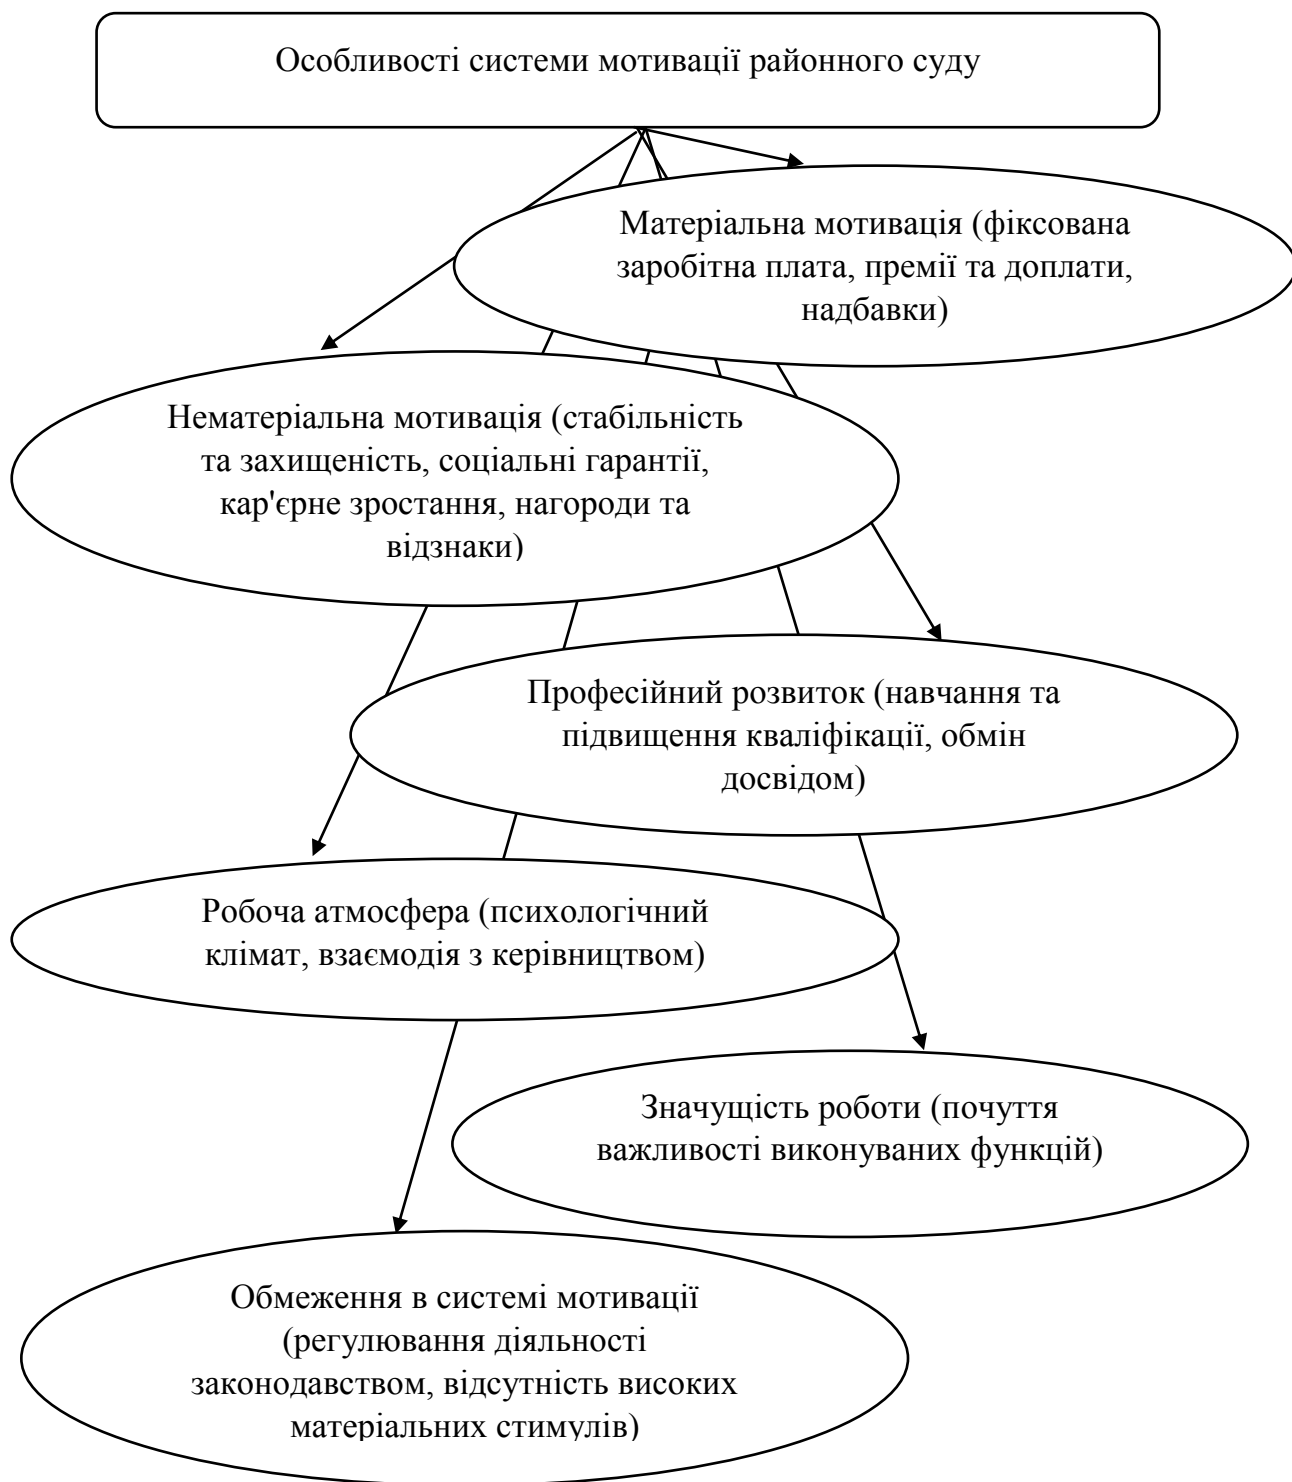 Особливості системи мотивації районного суду
Матеріальна мотивація (фіксована
заробітна плата, премії та доплати,
надбавки)
Нематеріальна мотивація (стабільність
та захищеність, соціальні гарантії,
кар'єрне зростання, нагороди та
відзнаки)
Професійний розвиток (навчання та
підвищення кваліфікації, обмін
досвідом)
Робоча атмосфера (психологічний
клімат, взаємодія з керівництвом)
Значущість роботи (почуття
важливості виконуваних функцій)
Обмеження в системі мотивації
(регулювання діяльності
законодавством, відсутність високих
матеріальних стимулів)